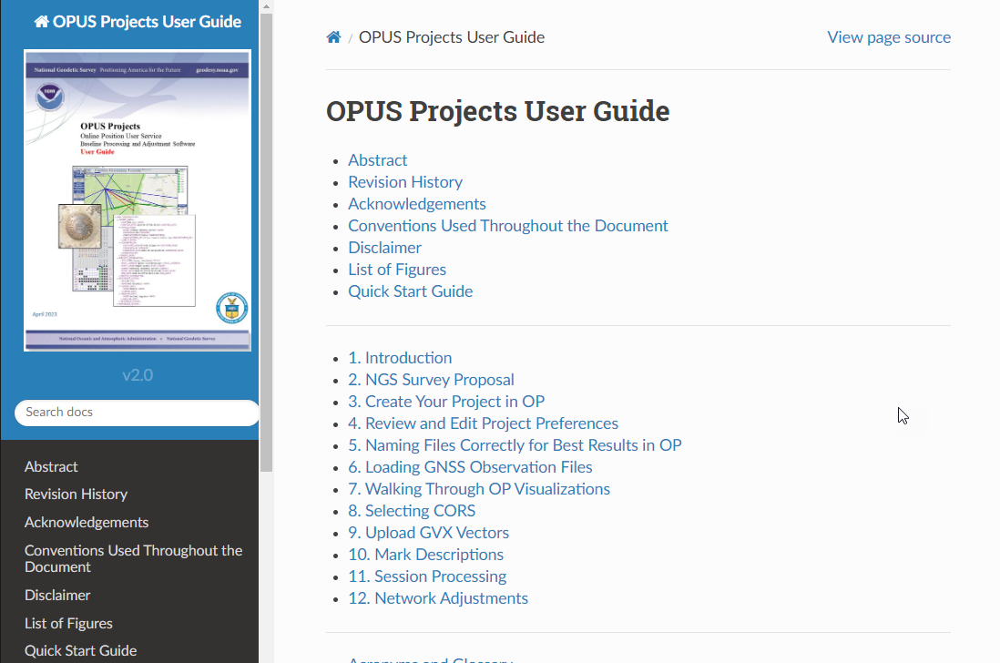 OPUS Projects User Guide
National Geodetic Survey Positioning America for the Future geodesy.noaa.gov
OPUS Projects
Online Position User Service
Baseline Processing and Adjustment Software
User Guide
April 2023
National Oceanic and Atmospheric Administration • National Geodetic Survey
v2.0
Search docs
Abstract
Revision History
Acknowledgements
Conventions Used Throughout the
Document
Disclaimer
List of Figures
Quick Start Guide
/ OPUS Projects User Guide
View page source
OPUS Projects User Guide
• Abstract
• Revision History
• Acknowledgements
• Conventions Used Throughout the Document
• Disclaimer
• List of Figures
• Quick Start Guide
• 1. Introduction
• 2. NGS Survey Proposal
• 3. Create Your Project in OP
• 4. Review and Edit Project Preferences
• 5. Naming Files Correctly for Best Results in OP
• 6. Loading GNSS Observation Files
• 7. Walking Through OP Visualizations
• 8. Selecting CORS
• 9. Upload GVX Vectors
• 10. Mark Descriptions
• 11. Session Processing
• 12. Network Adjustments
Acronyms and Glossary